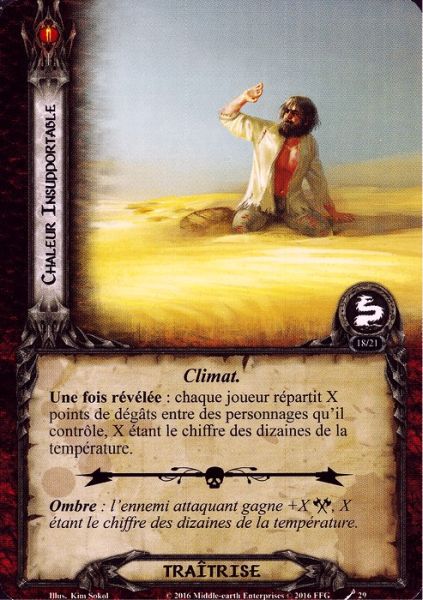 Chaleur Insupportable
18/21
Climat.
Une fois révélée : chaque joueur répartit X
points de dégâts entre des personnages qu'il
contrôle, X étant le chiffre des dizaines de la
température.
Ombre : l'ennemi attaquant gagne +X , X
étant le chiffre des dizaines de la température.
TRAÎTRISE
Illus. Kim Sokol © 2016 Middle-earth Enterprises © 2016 FFG 29